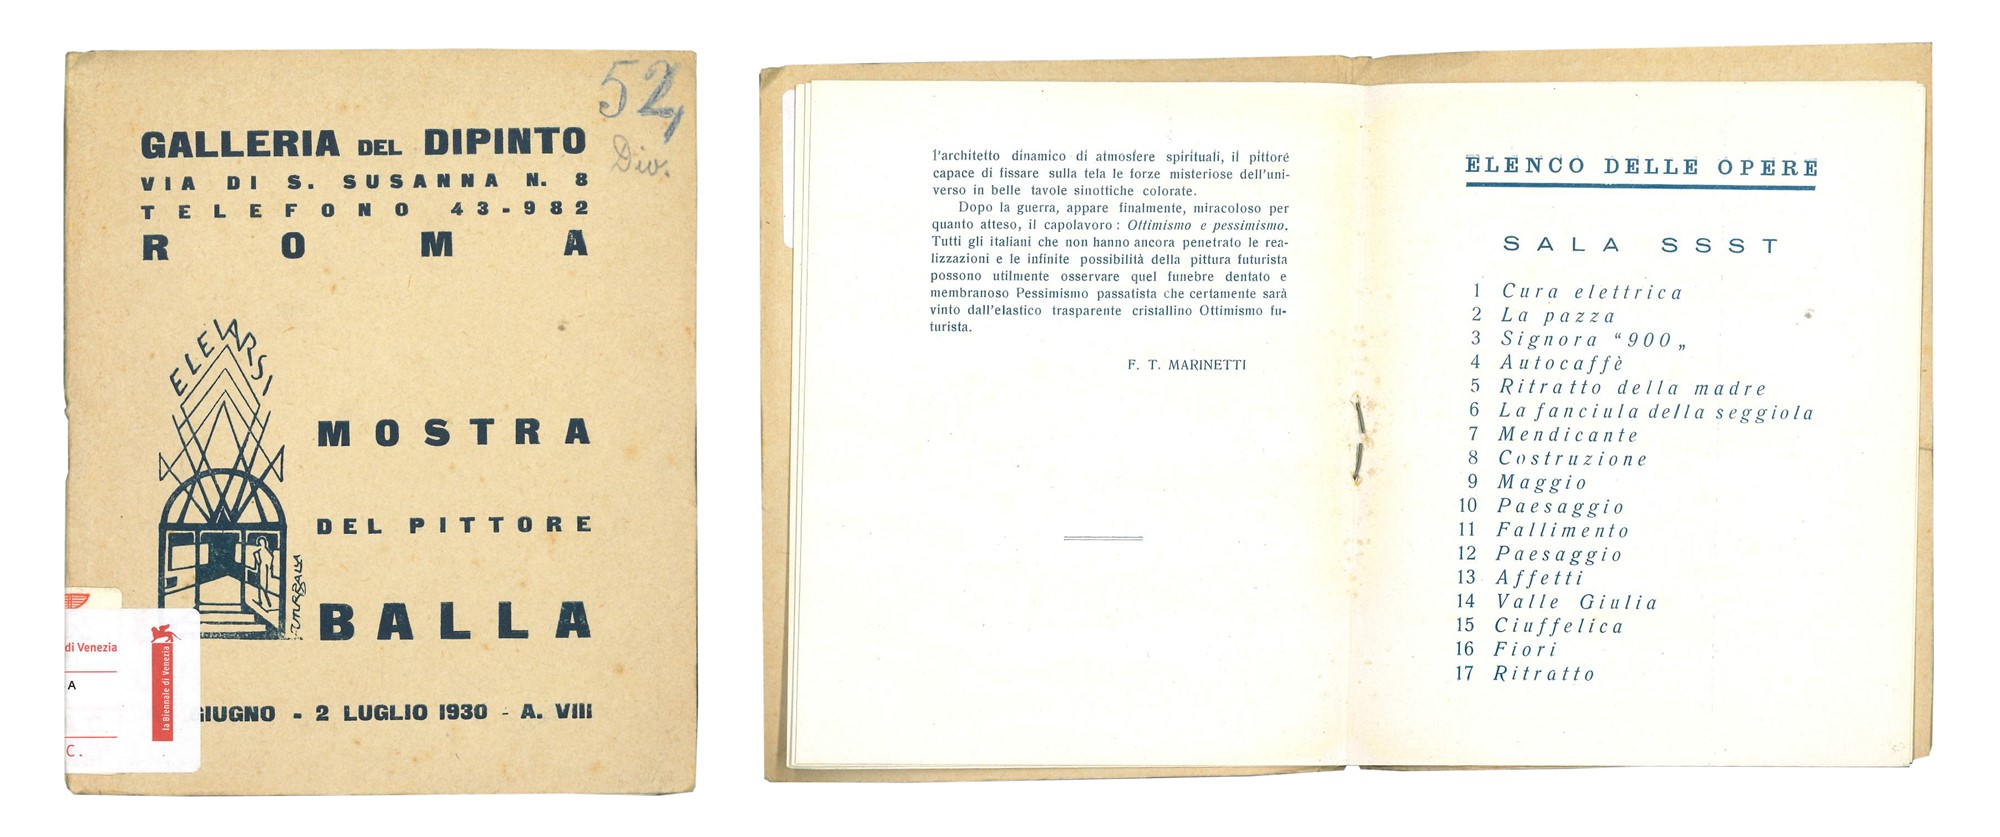 52,
Div.
GALLERIA DEL DIPINTO
VIA DI S. SUSANNA N. 8
TELEFONO 43-982
ROMA
ELEVARSI
MOSTRA
DEL PITTORE
BALLA
FUTURBALLA
GIUGNO - 2 LUGLIO 1930 - A. VIII
di Venezia
A
C.
la Biennale di Venezia
l'architetto dinamico di atmosfere spirituali, il pittore
capace di fissare sulla tela le forze misteriose dell'uni-
verso in belle tavole sinottiche colorate.
Dopo la guerra, appare finalmente, miracoloso per
quanto atteso, il capolavoro: Ottimismo e pessimismo.
Tutti gli italiani che non hanno ancora penetrato le rea-
lizzazioni e le infinite possibilità della pittura futurista
possono utilmente osservare quel funebre dentato e
membranoso Pessimismo passatista che certamente sarà
vinto dall'elastico trasparente cristallino Ottimismo fu-
turista.
F. T. MARINETTI
ELENCO DELLE OPERE
SALA SSST
1 Cura elettrica
2 La pazza
3 Signora “900„
4 Autocaffè
5 Ritratto della madre
6 La fanciula della seggiola
7 Mendicante
8 Costruzione
9 Maggio
10 Paesaggio
11 Fallimento
12 Paesaggio
13 Affetti
14 Valle Giulia
15 Ciuffelica
16 Fiori
17 Ritratto